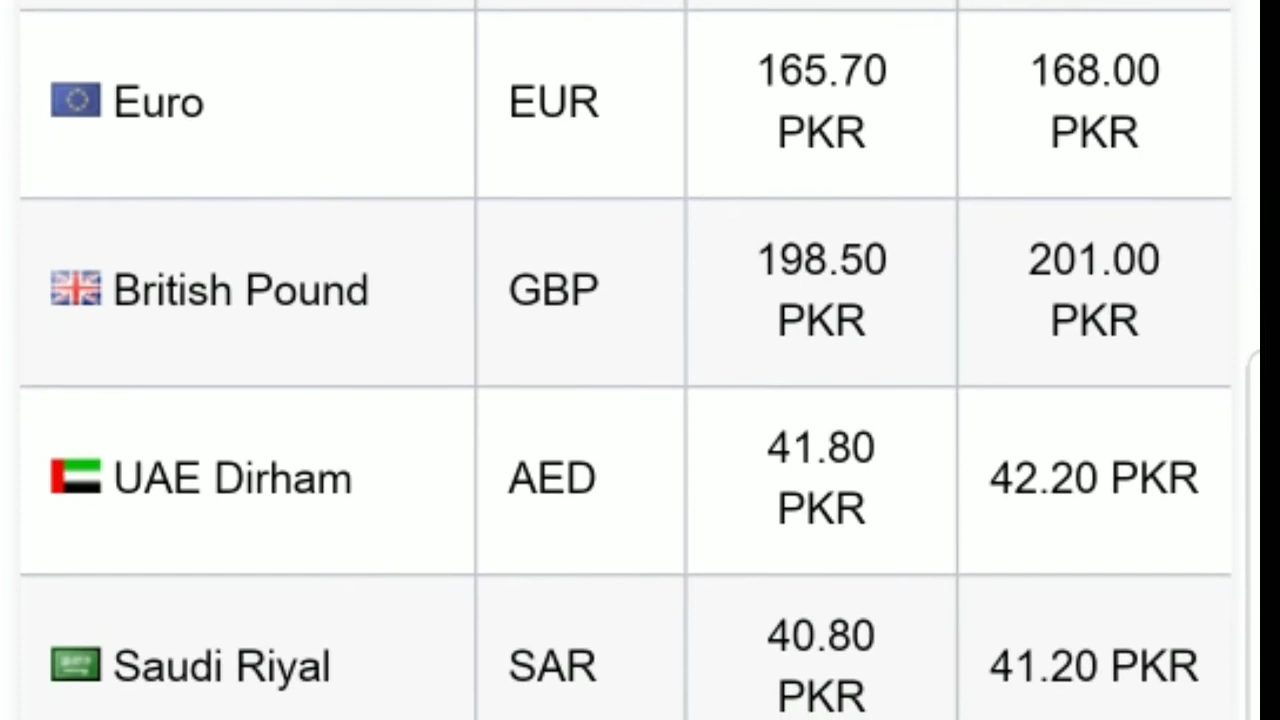 Euro EUR 165.70 PKR 168.00 PKR
British Pound GBP 198.50 PKR 201.00 PKR
UAE Dirham AED 41.80 PKR 42.20 PKR
Saudi Riyal SAR 40.80 PKR 41.20 PKR